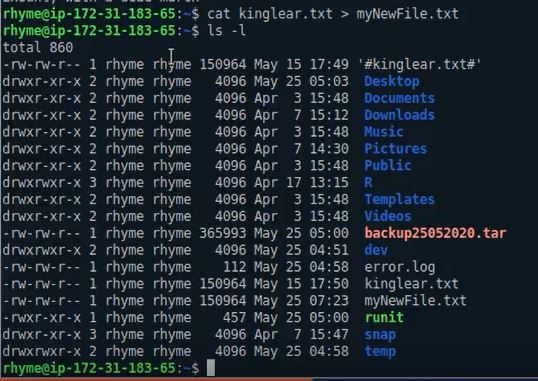 rhyme@ip-172-31-183-65:~$ cat kinglear.txt > myNewFile.txt
rhyme@ip-172-31-183-65:~$ ls -l
total 860
-rw-rw-r-- 1 rhyme rhyme 150964 May 15 17:49 '#kinglear.txt#'
drwxr-xr-x 2 rhyme rhyme   4096 May 25 05:03 Desktop
drwxr-xr-x 2 rhyme rhyme   4096 Apr  3 15:48 Documents
drwxr-xr-x 2 rhyme rhyme   4096 Apr  7 15:12 Downloads
drwxr-xr-x 2 rhyme rhyme   4096 Apr  3 15:48 Music
drwxr-xr-x 2 rhyme rhyme   4096 Apr  7 14:30 Pictures
drwxr-xr-x 2 rhyme rhyme   4096 Apr  3 15:48 Public
drwxrwxr-x 3 rhyme rhyme   4096 Apr 17 13:15 R
drwxr-xr-x 2 rhyme rhyme   4096 Apr  3 15:48 Templates
drwxr-xr-x 2 rhyme rhyme   4096 Apr  3 15:48 Videos
-rw-rw-r-- 1 rhyme rhyme 365993 May 25 05:00 backup25052020.tar
drwxrwxr-x 2 rhyme rhyme   4096 May 25 04:51 dev
-rw-rw-r-- 1 rhyme rhyme    112 May 25 04:58 error.log
-rw-rw-r-- 1 rhyme rhyme 150964 May 15 17:50 kinglear.txt
-rw-rw-r-- 1 rhyme rhyme 150964 May 25 07:23 myNewFile.txt
-rwxr-xr-x 1 rhyme rhyme    457 May 25 05:00 runit
drwxr-xr-x 3 rhyme rhyme   4096 Apr  7 15:47 snap
drwxrwxr-x 2 rhyme rhyme   4096 May 25 04:58 temp
rhyme@ip-172-31-183-65:~$